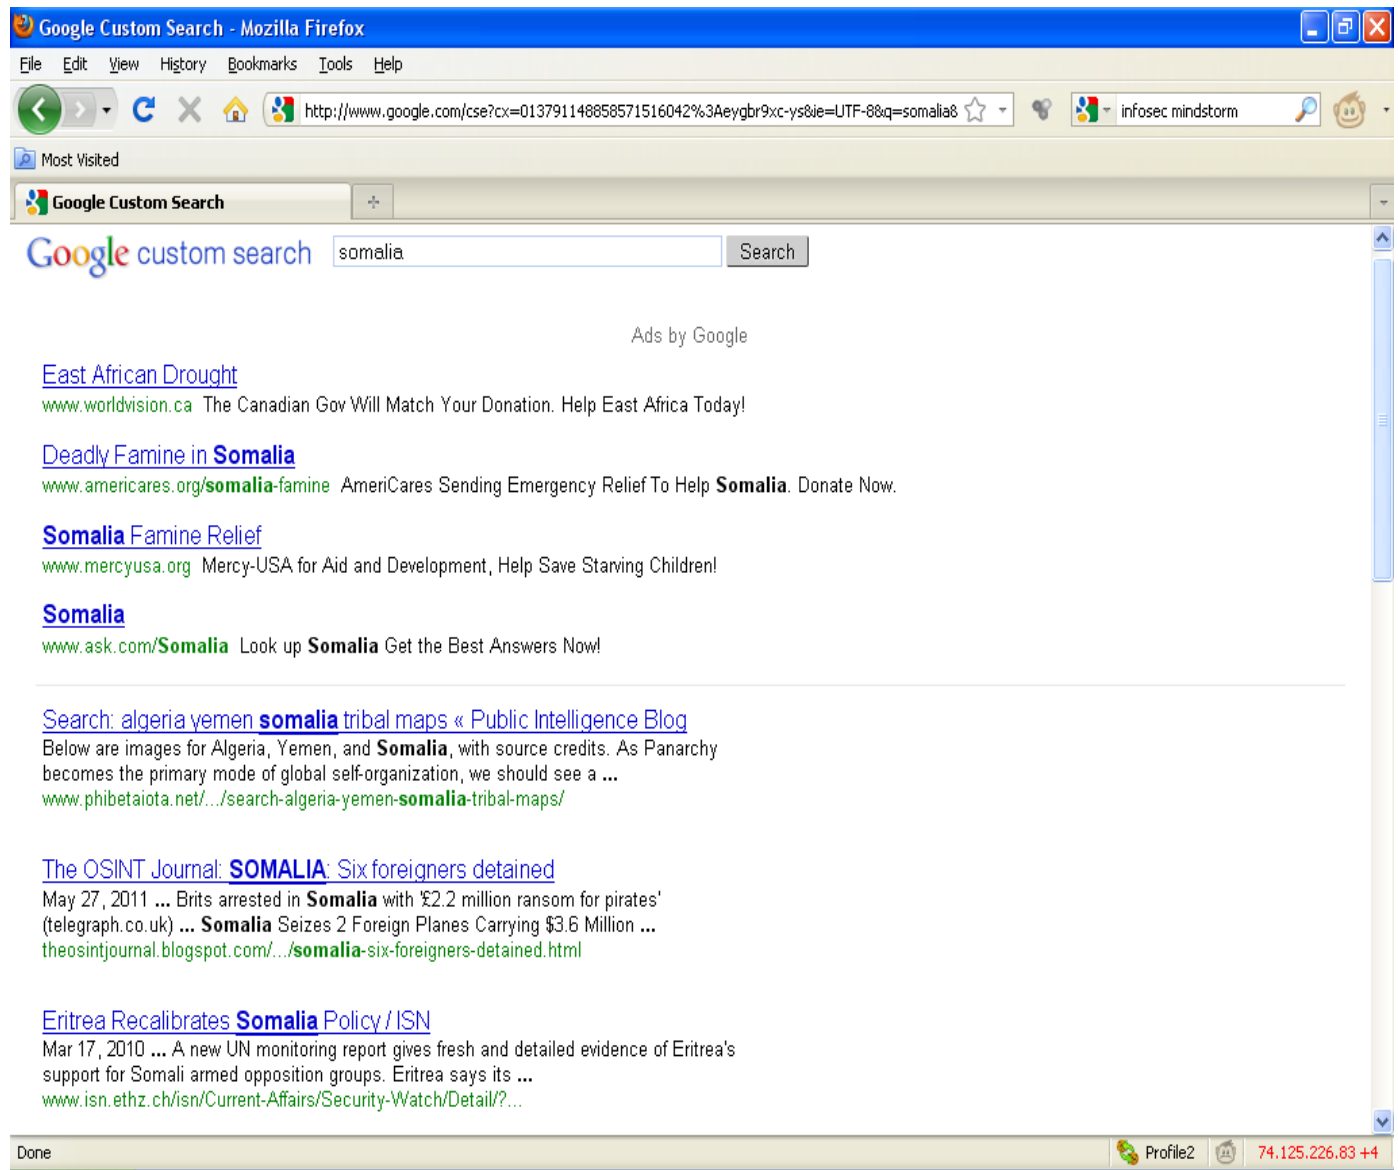 Google Custom Search - Mozilla Firefox
File Edit View History Bookmarks Tools Help
http://www.google.com/cse?cx=013791148858571516042%3Aeygbr9xc-ys&ie=UTF-8&q=somalia& infosec mindstorm
Most Visited
Google Custom Search
Google custom search somalia Search
Ads by Google
East African Drought
www.worldvision.ca The Canadian Gov Will Match Your Donation. Help East Africa Today!
Deadly Famine in Somalia
www.americares.org/somalia-famine AmeriCares Sending Emergency Relief To Help Somalia. Donate Now.
Somalia Famine Relief
www.mercyusa.org Mercy-USA for Aid and Development, Help Save Starving Children!
Somalia
www.ask.com/Somalia Look up Somalia Get the Best Answers Now!
Search: algeria yemen somalia tribal maps « Public Intelligence Blog
Below are images for Algeria, Yemen, and Somalia, with source credits. As Panarchy
becomes the primary mode of global self-organization, we should see a ...
www.phibetaiota.net/.../search-algeria-yemen-somalia-tribal-maps/
The OSINT Journal: SOMALIA: Six foreigners detained
May 27, 2011 ... Brits arrested in Somalia with '£2.2 million ransom for pirates'
(telegraph.co.uk) ... Somalia Seizes 2 Foreign Planes Carrying $3.6 Million ...
theosintjournal.blogspot.com/.../somalia-six-foreigners-detained.html
Eritrea Recalibrates Somalia Policy / ISN
Mar 17, 2010 ... A new UN monitoring report gives fresh and detailed evidence of Eritrea's
support for Somali armed opposition groups. Eritrea says its ...
www.isn.ethz.ch/isn/Current-Affairs/Security-Watch/Detail/?...
Done Profile2 74.125.226.83 +4